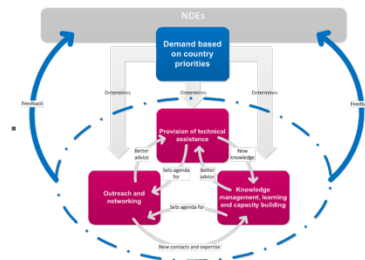 NDEs
Demand based
on country
priorities
Feedback
Feedba
Determines
Determines
Determines
Provision of technical
assistance
Better
advice
New
knowledge
Sets agenda
for
Better
advice
Outreach and
networking
Knowledge
management, learning
and capacity building
Sets agenda for
New contacts and expertise